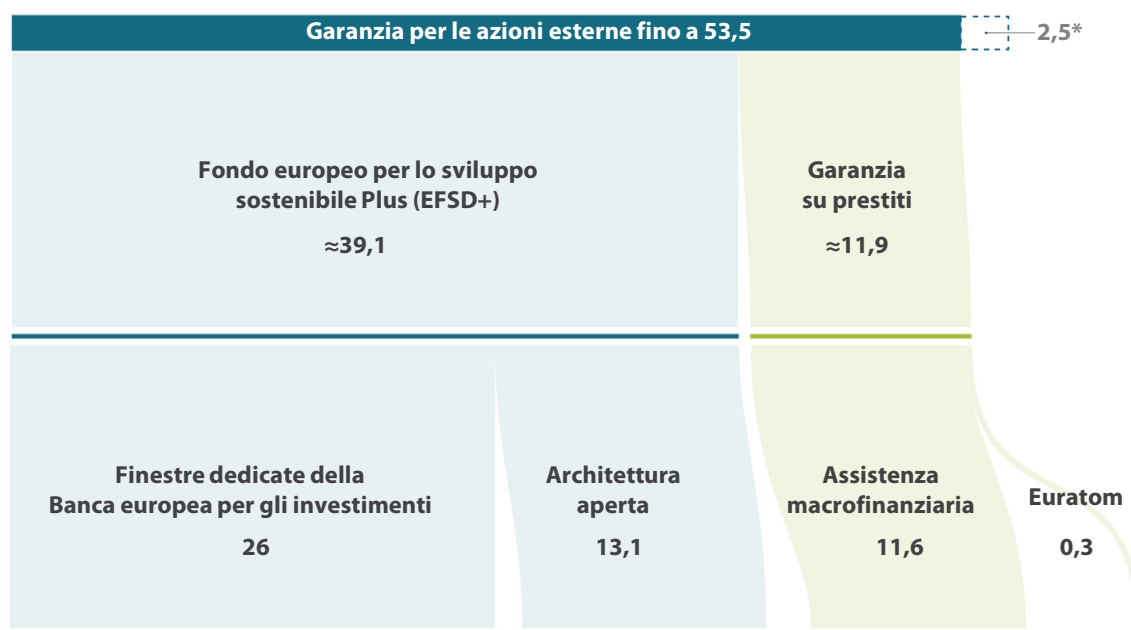 Garanzia per le azioni esterne fino a 53,5
2,5*
Fondo europeo per lo sviluppo
sostenibile Plus (EFSD+)
≈39,1
Garanzia
su prestiti
≈11,9
Finestre dedicate della
Banca europea per gli investimenti
26
Architettura
aperta
13,1
Assistenza
macrofinanziaria
11,6
Euratom
0,3